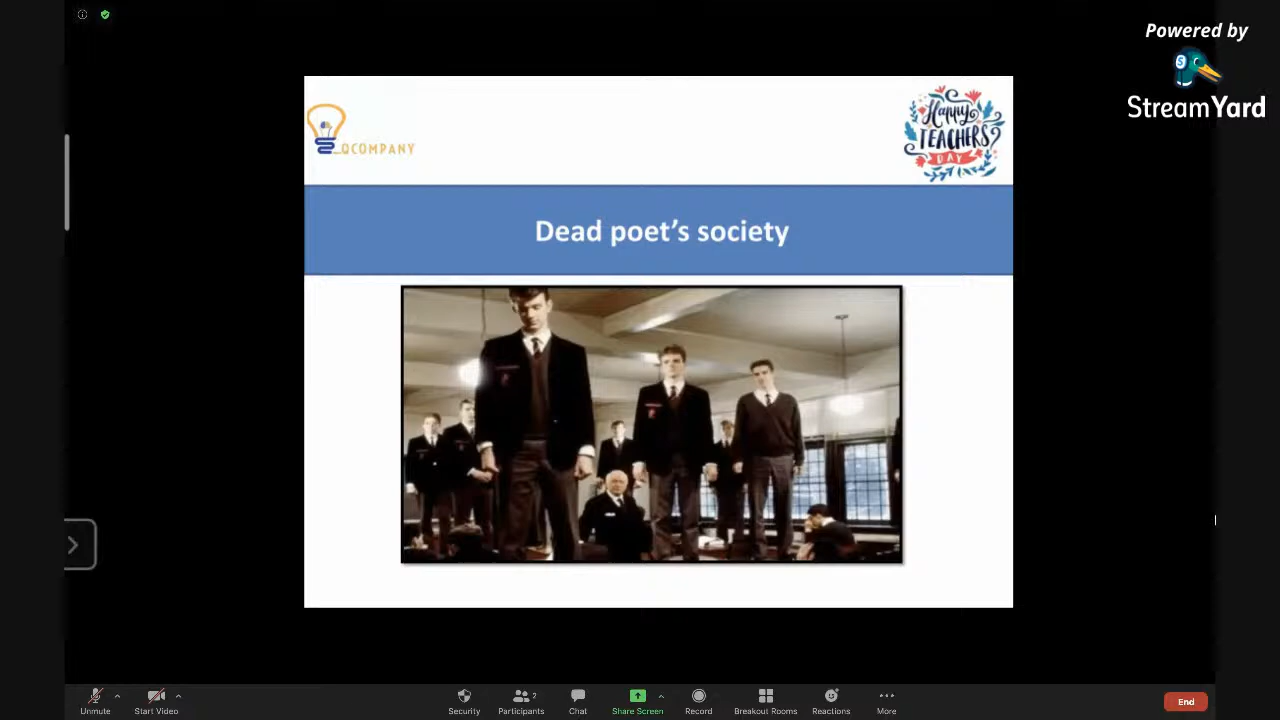 Powered by
StreamYard
QCOMPANY
Happy
TEACHERS
DAY
Dead poet's society
Unmute
Start Video
Security
Participants
2
Chat
Share Screen
Record
Breakout Rooms
Reactions
More
End